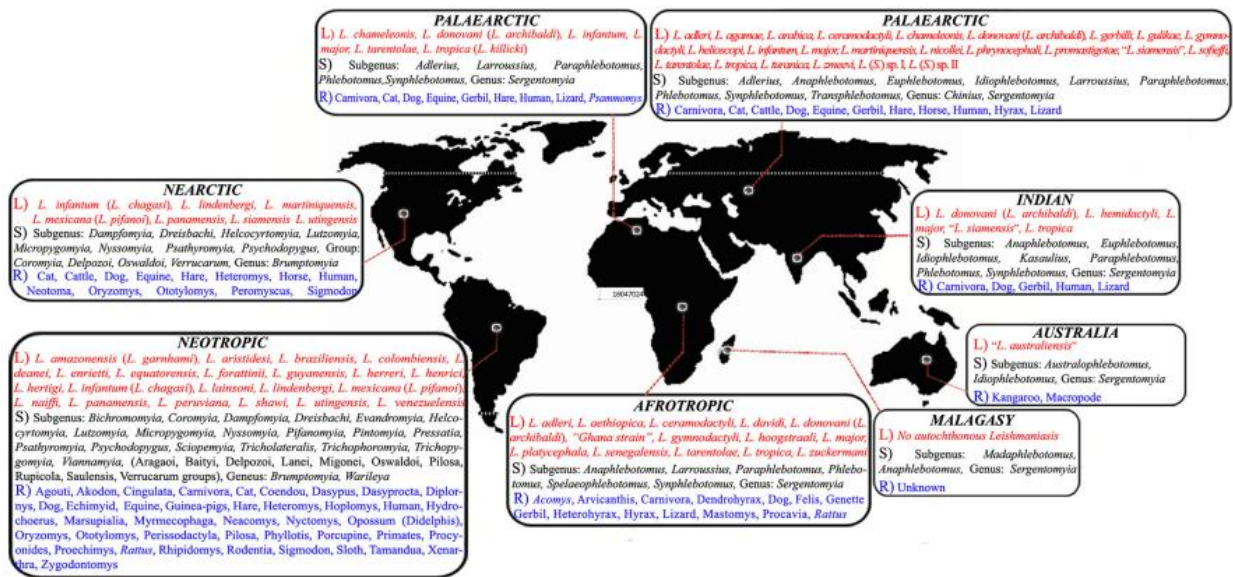 PALAEARCTIC
L) L. chameleonis, L. donovani (L. archibaldi), L. infantum, L.
major, L. tarentolae, L. tropica (L. killicki)
S) Subgenus: Adlerius, Larroussius, Paraphlebotomus,
Phlebotomus,Synphlebotomus, Genus: Sergentomyia
R) Carnivora, Cat, Dog, Equine, Gerbil, Hare, Human, Lizard, Psammomys
PALAEARCTIC
L) L. adleri, L. agamae, L. arabica, L. ceramodactyli, L. chameleonis, L. donovani (L. archibaldi), L. gerbilli, L. gulikae, L. gymno-
dactyli, L. helioscopi, L. infantum, L. major, L. martiniquensis, L. nicollei, L. phrynocephali, L. promastigotae, "L. siamensis", L. sofieffi,
L. tarentolae, L. tropica, L. turanica, L. zmeevi, L. (S.) sp. I, L. (S.) sp. II
S) Subgenus: Adlerius, Anaphlebotomus, Euphlebotomus, Idiophlebotomus, Larroussius, Paraphlebotomus,
Phlebotomus, Synphlebotomus, Transphlebotomus, Genus: Chinius, Sergentomyia
R) Carnivora, Cat, Cattle, Dog, Equine, Gerbil, Hare, Horse, Human, Hyrax, Lizard
NEARCTIC
L) L. infantum (L. chagasi), L. lindenbergi, L. martiniquensis,
L. mexicana (L. pifanoi), L. panamensis, L. siamensis L. utingensis
S) Subgenus: Dampfomyia, Dreisbachi, Helcocyrtomyia, Lutzomyia,
Micropygomyia, Nyssomyia, Psathyromyia, Psychodopygus, Group:
Coromyia, Delpozoi, Oswaldoi, Verrucarum, Genus: Brumptomyia
R) Cat, Cattle, Dog, Equine, Hare, Heteromys, Horse, Human,
Neotoma, Oryzomys, Ototylomys, Peromyscus, Sigmodon
INDIAN
L) L. donovani (L. archibaldi), L. hemidactyli, L.
major, "L. siamensis", L. tropica
S) Subgenus: Anaphlebotomus, Euphlebotomus,
Idiophlebotomus, Kasaulius, Paraphlebotomus,
Phlebotomus, Synphlebotomus, Genus: Sergentomyia
R) Carnivora, Dog, Gerbil, Human, Lizard
18047024
NEOTROPIC
L) L. amazonensis (L. garnhami), L. aristidesi, L. braziliensis, L. colombiensis, L.
deanei, L. enrietti, L. equatorensis, L. forattinii, L. guyanensis, L. herreri, L. henrici,
L. hertigi, L. infantum (L. chagasi), L. lainsoni, L. lindenbergi, L. mexicana (L. pifanoi),
L. naiffi, L. panamensis, L. peruviana, L. shawi, L. utingensis, L. venezuelensis
S) Subgenus: Bichromomyia, Coromyia, Dampfomyia, Dreisbachi, Evandromyia, Helco-
cyrtomyia, Lutzomyia, Micropygomyia, Nyssomyia, Pifanomyia, Pintomyia, Pressatia,
Psathyromyia, Psychodopygus, Sciopemyia, Tricholateralis, Trichophoromyia, Trichopy-
gomyia, Viannamyia, (Aragaoi, Baityi, Delpozoi, Lanei, Migonei, Oswaldoi, Pilosa,
Rupicola, Saulensis, Verrucarum groups), Geneus: Brumptomyia, Warileya
R) Agouti, Akodon, Cingulata, Carnivora, Cat, Coendou, Dasypus, Dasyprocta, Diplor-
nys, Dog, Echimyid, Equine, Guinea-pigs, Hare, Heteromys, Hoplomys, Human, Hydro-
choerus, Marsupialia, Myrmecophaga, Neacomys, Nyctomys, Opossum (Didelphis),
Oryzomys, Ototylomys, Perissodactyla, Pilosa, Phyllotis, Porcupine, Primates, Procy-
onides, Proechimys, Rattus, Rhipidomys, Rodentia, Sigmodon, Sloth, Tamandua, Xenar-
thra, Zygodontomys
AFROTROPIC
L) L. adleri, L. aethiopica, L. ceramodactyli, L. davidi, L. donovani (L.
archibaldi), "Ghana strain", L. gymnodactyli, L. hoogstraali, L. major,
L. platycephala, L. senegalensis, L. tarentolae, L. tropica, L. zuckermani
S) Subgenus: Anaphlebotomus, Larroussius, Paraphlebotomus, Phlebo-
tomus, Spelaeophlebotomus, Synphlebotomus, Genus: Sergentomyia
R) Acomys, Arvicanthis, Carnivora, Dendrohyrax, Dog, Felis, Genette
Gerbil, Heterohyrax, Hyrax, Lizard, Mastomys, Procavia, Rattus
AUSTRALIA
L) "L. australiensis"
S) Subgenus: Australophlebotomus,
Idiophlebotomus, Genus: Sergentomyia
R) Kangaroo, Macropode
MALAGASY
L) No autochthonous Leishmaniasis
S) Subgenus: Madaphlebotomus,
Anaphlebotomus, Genus: Sergentomyia
R) Unknown